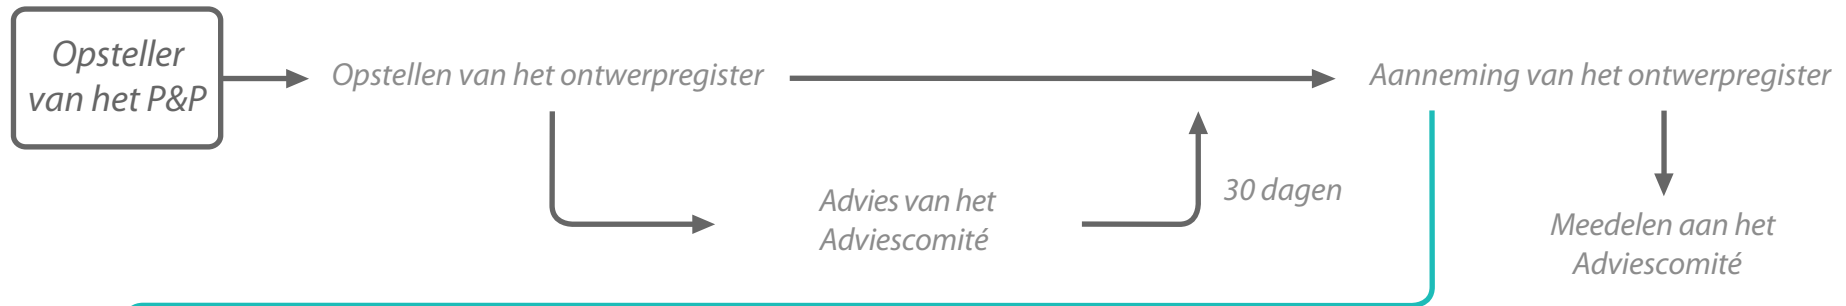 Opsteller
van het P&P
Opstellen van het ontwerpregister
Aanneming van het ontwerpregister
Advies van het
Adviescomité
30 dagen
Meedelen aan het
Adviescomité